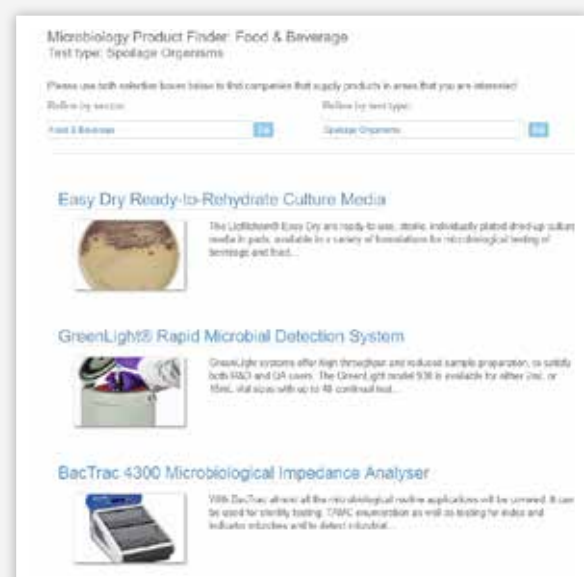 Microbiology Product Finder: Food & Beverage
Test type: Spoilage Organisms
Please use both selection boxes below to find companies that supply products in areas that you are interested
Refine by sector: Refine by test type:
Food & Beverage Go Spoilage Organisms Go
Easy Dry Ready-to-Rehydrate Culture Media
The Easy Dry are ready to use, sterile, individually plated dried-up culture
media in pads, available in a variety of formulations for microbiological testing of
beverage and food...
GreenLight® Rapid Microbial Detection System
GreenLight systems offer high throughput and reduced sample preparation, to satisfy
both R&D and QA users. The GreenLight model 930 is available for either 2mL or
15mL vial sizes with up to 48 continual test...
BacTrac 4300 Microbiological Impedance Analyser
With BacTrac almost all the microbiological routine applications will be covered. It can
be used for sterility testing, TVMC enumeration as well as testing for index and
indicator microbes and to detect microbial...